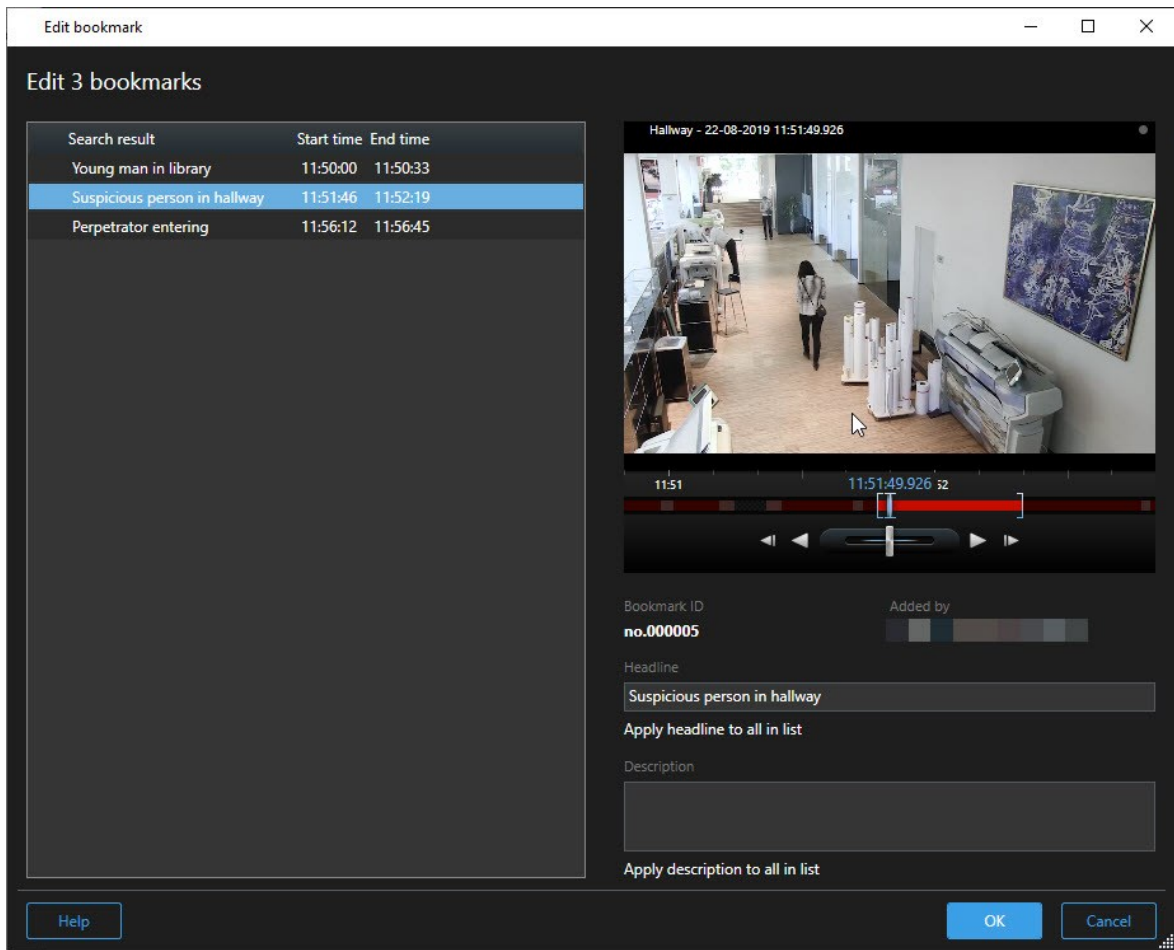 Edit bookmark
Edit 3 bookmarks
Search result Start time End time
Young man in library 11:50:00 11:50:33
Suspicious person in hallway 11:51:46 11:52:19
Perpetrator entering 11:56:12 11:56:45
Hallway - 22-08-2019 11:51:49.926
11:51 11:51:49.926 52
Bookmark ID Added by
no.000005
Headline
Suspicious person in hallway
Apply headline to all in list
Description
Apply description to all in list
Help OK Cancel